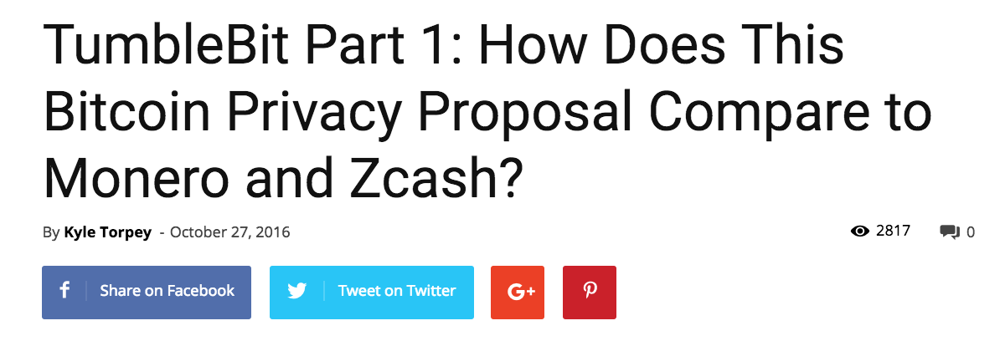 TumbleBit Part 1: How Does This
Bitcoin Privacy Proposal Compare to
Monero and Zcash?
By Kyle Torpey - October 27, 2016 2817 0
Share on Facebook Tweet on Twitter G+